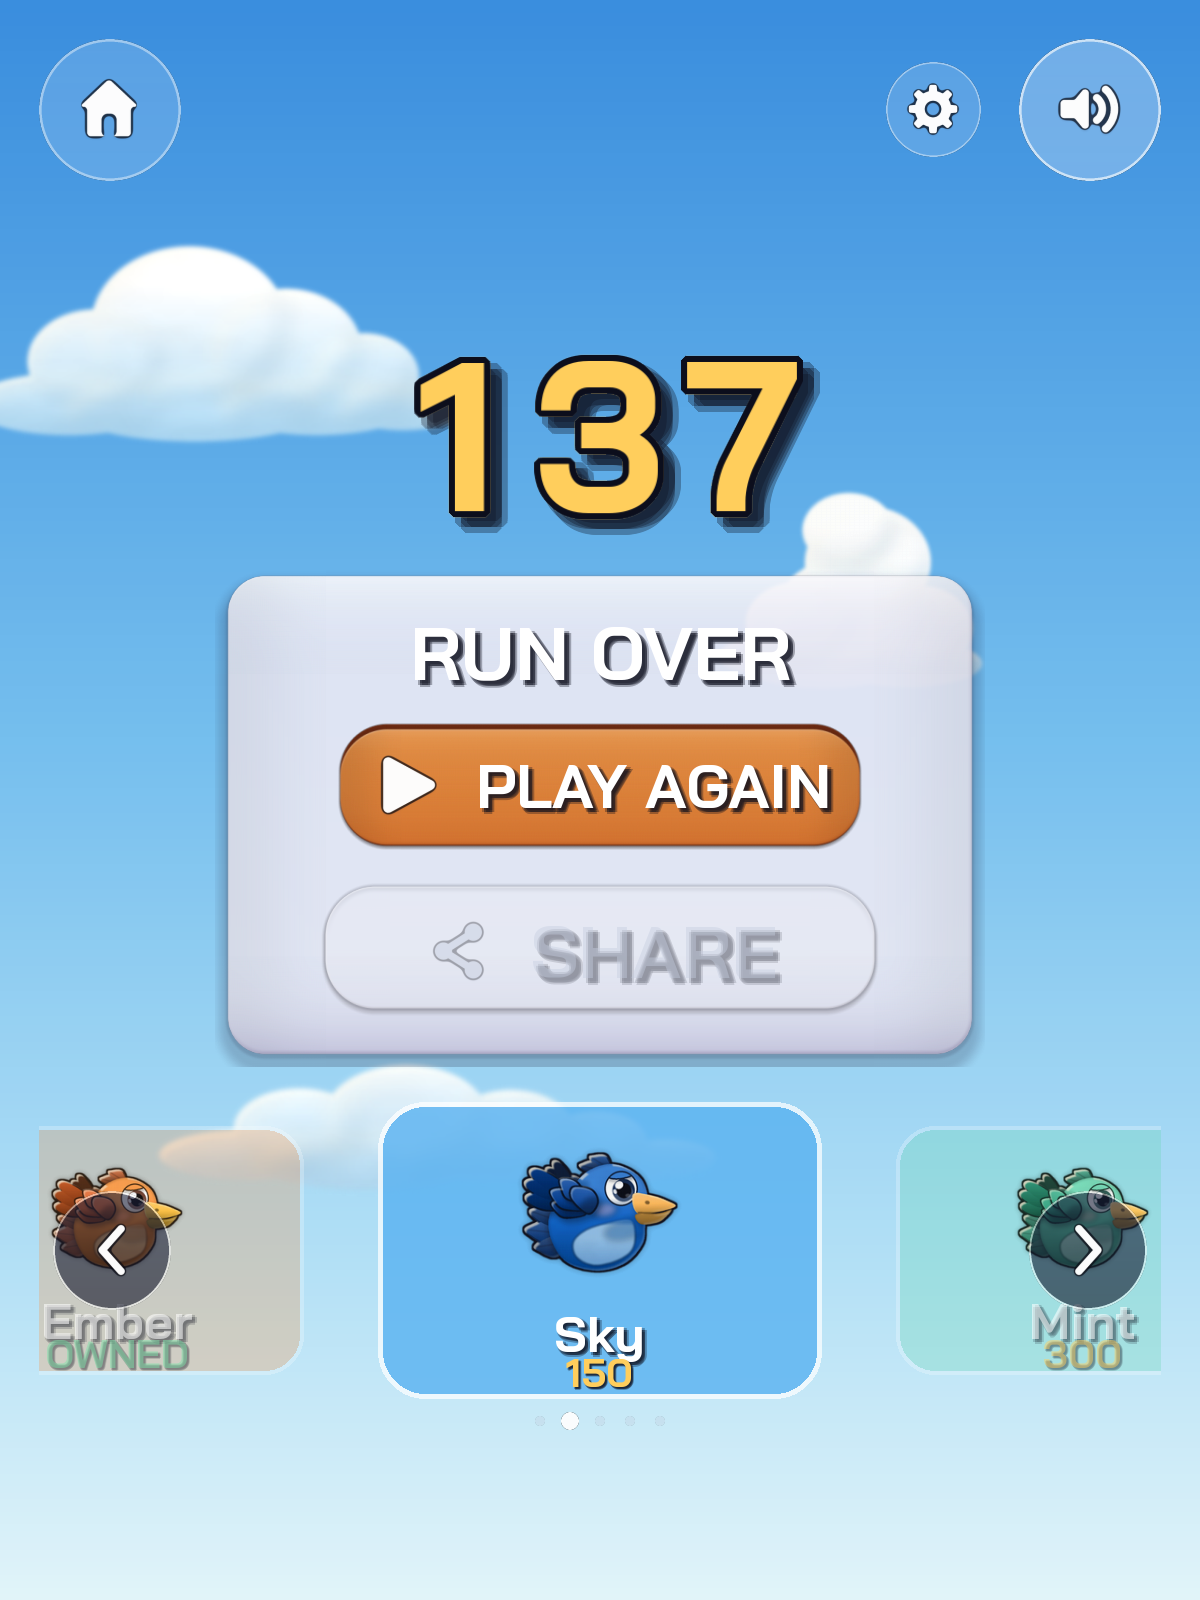 137
RUN OVER
PLAY AGAIN
SHARE
Ember
OWNED
Sky
150
Mint
300